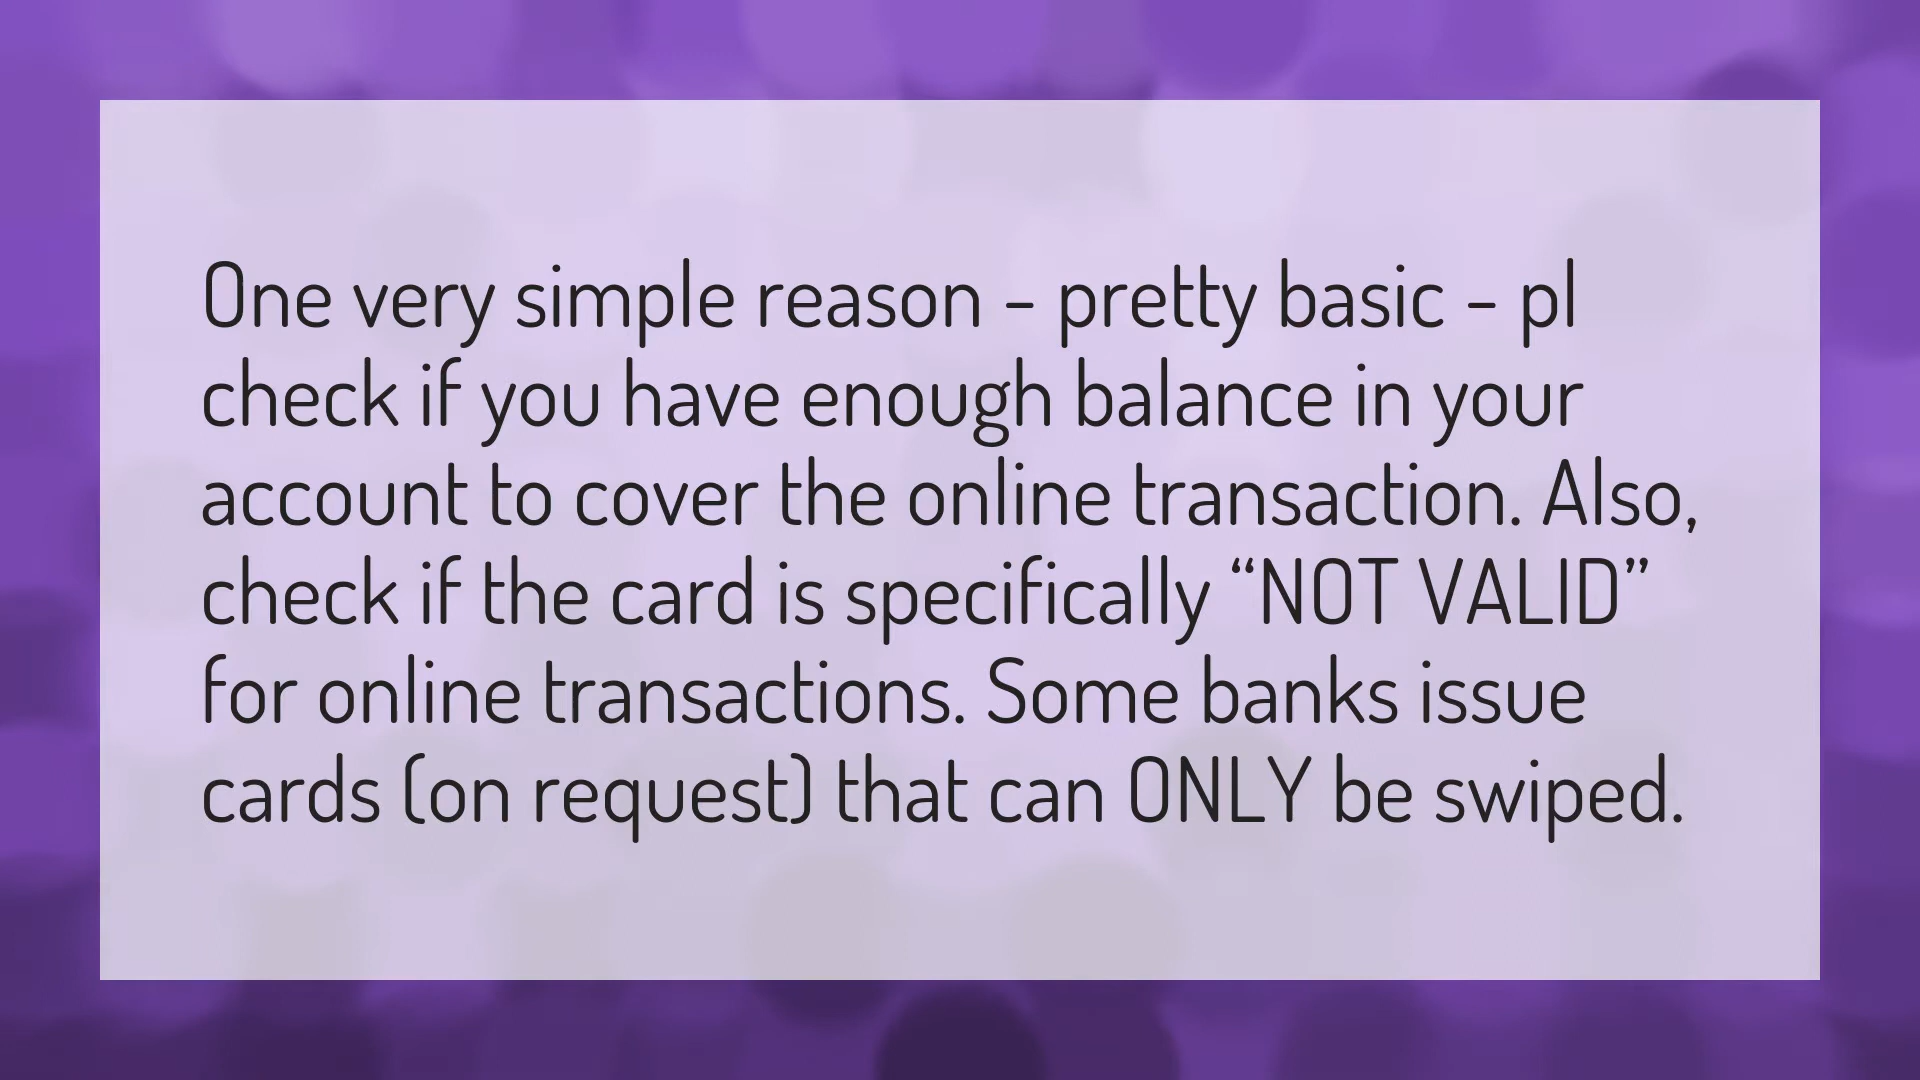 One very simple reason - pretty basic - pl
check if you have enough balance in your
account to cover the online transaction. Also,
check if the card is specifically “NOT VALID”
for online transactions. Some banks issue
cards (on request) that can ONLY be swiped.